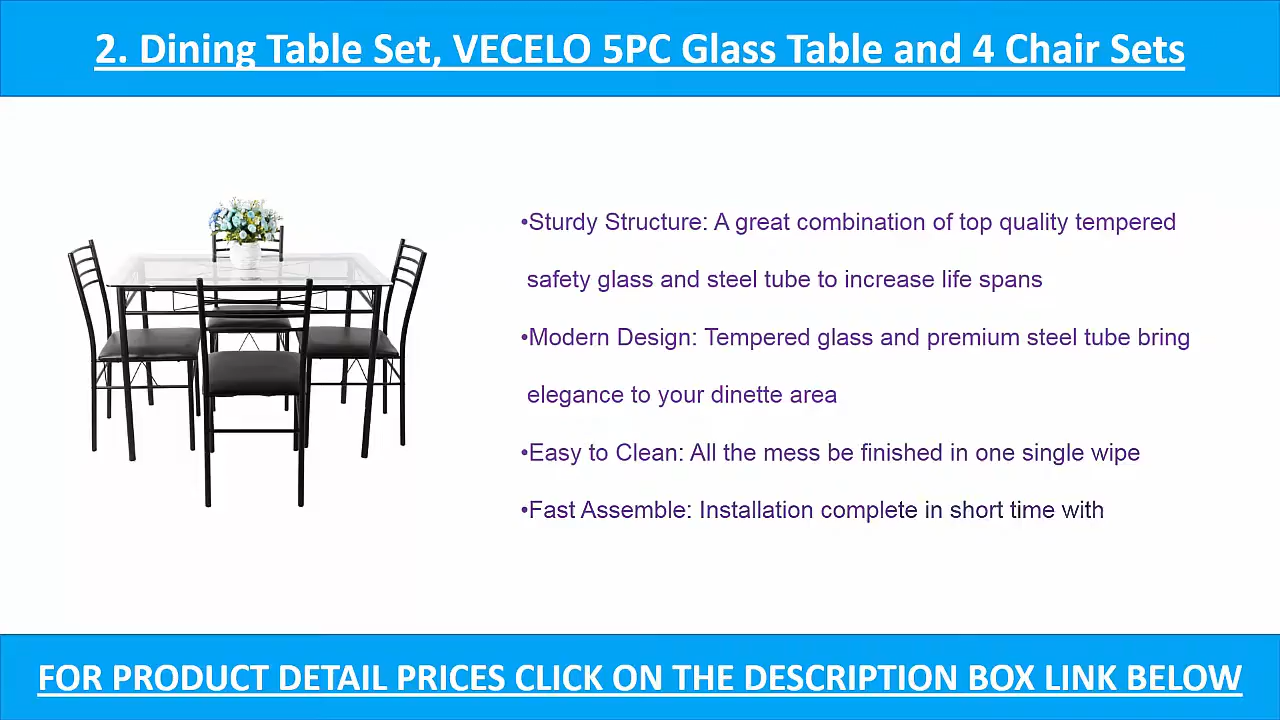 2. Dining Table Set, VECELO 5PC Glass Table and 4 Chair Sets
•Sturdy Structure: A great combination of top quality tempered
safety glass and steel tube to increase life spans
•Modern Design: Tempered glass and premium steel tube bring
elegance to your dinette area
•Easy to Clean: All the mess be finished in one single wipe
•Fast Assemble: Installation complete in short time with
FOR PRODUCT DETAIL PRICES CLICK ON THE DESCRIPTION BOX LINK BELOW